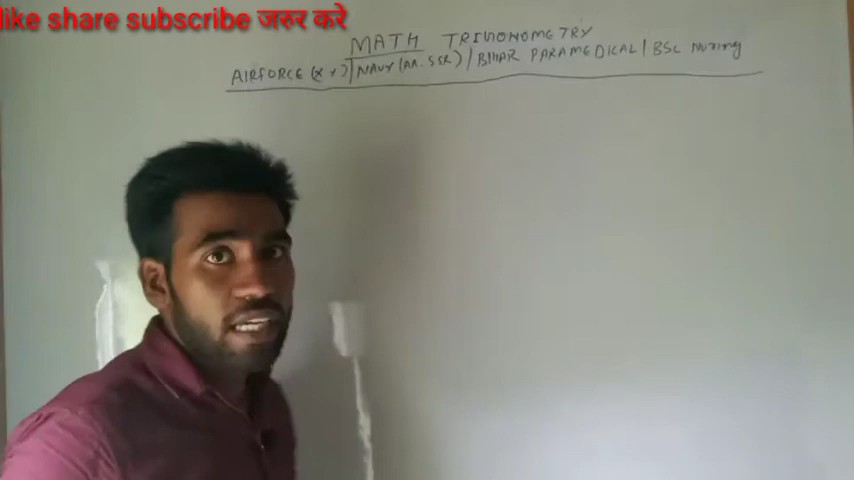 like share subscribe जरुर करे
MATH TRIGONOMETRY
AIRFORCE (X Y) | NAVY (AA. SSR) | BIHAR PARAMEDICAL | BSC Nursing